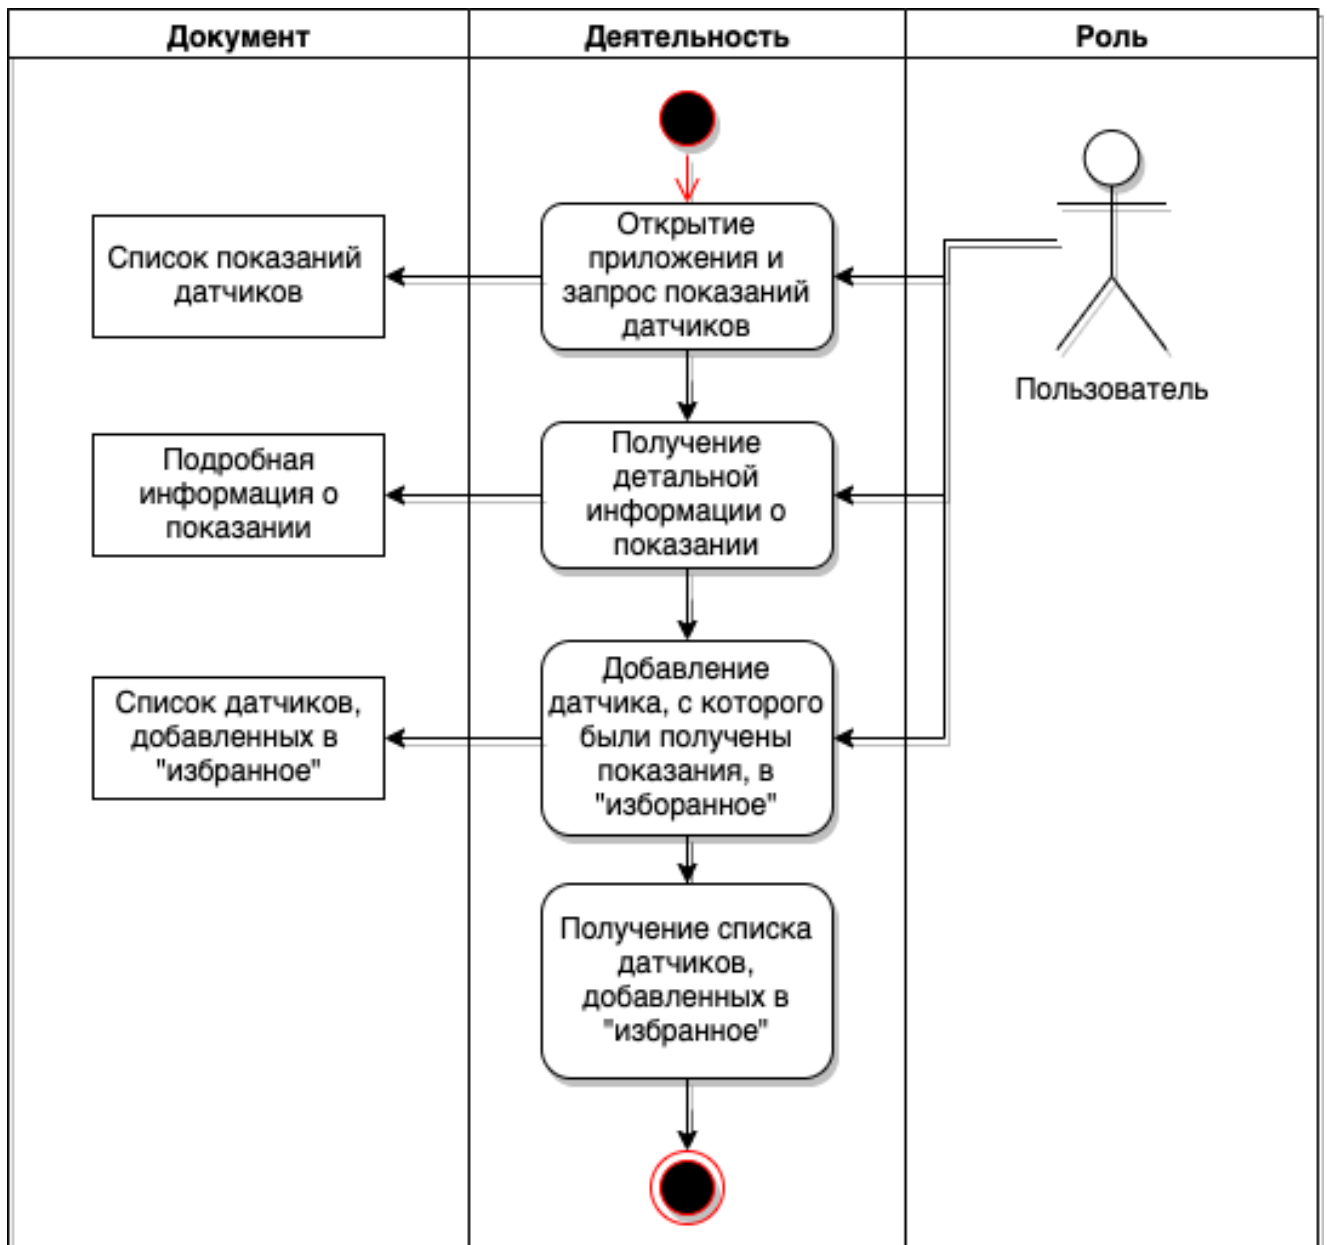 Документ
Деятельность
Роль
Открытие
приложения и
запрос показаний
датчиков
Список показаний
датчиков
Пользователь
Получение
детальной
информации о
показании
Подробная
информация о
показании
Добавление
датчика, с которого
были получены
показания, в
"изборанное"
Список датчиков,
добавленных в
"избранное"
Получение списка
датчиков,
добавленных в
"избранное"